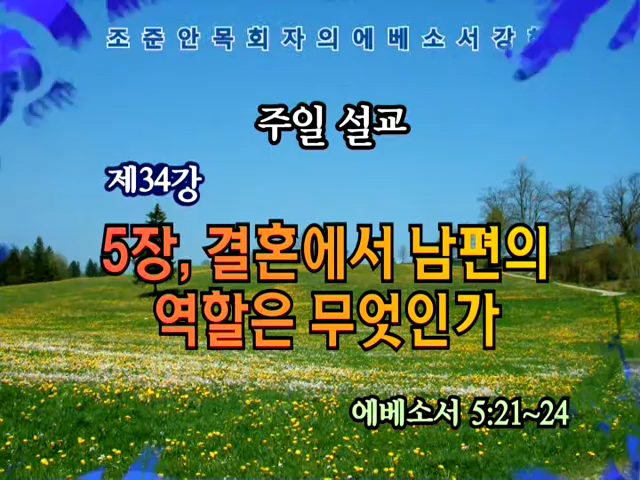 조준안목회자의에베소서강
주일 설교
제34강
5장, 결혼에서 남편의
역할은 무엇인가
에베소서 5:21~24